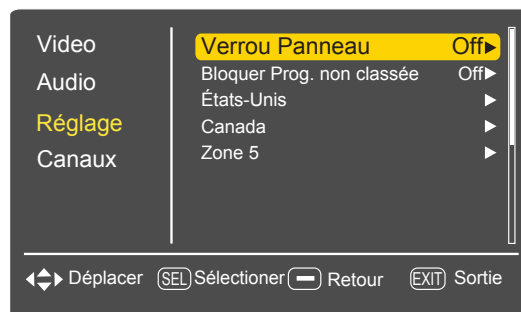 Video
Audio
Réglage
Canaux
Verrou Panneau Off
Bloquer Prog. non classée Off
États-Unis
Canada
Zone 5
Déplacer SEL Sélectioner Retour EXIT Sortie